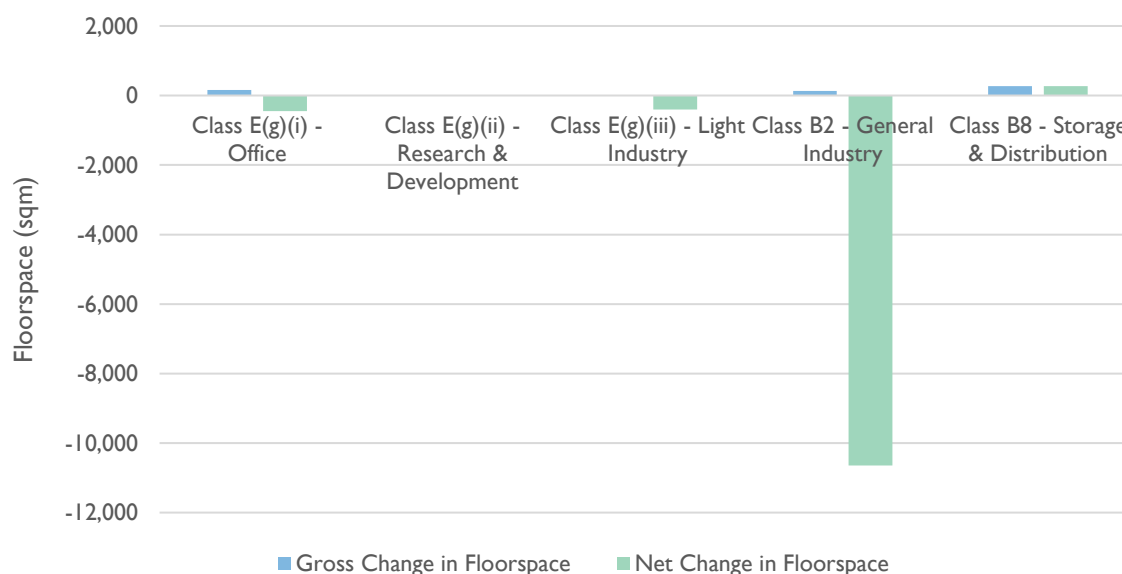 2,000
0
-2,000
-4,000
-6,000
-8,000
-10,000
-12,000
Floorspace (sqm)
Class E(g)(i) -
Office
Class E(g)(ii) -
Research &
Development
Class E(g)(iii) - Light
Industry
Class B2 - General
Industry
Class B8 - Storage
& Distribution
Gross Change in Floorspace
Net Change in Floorspace